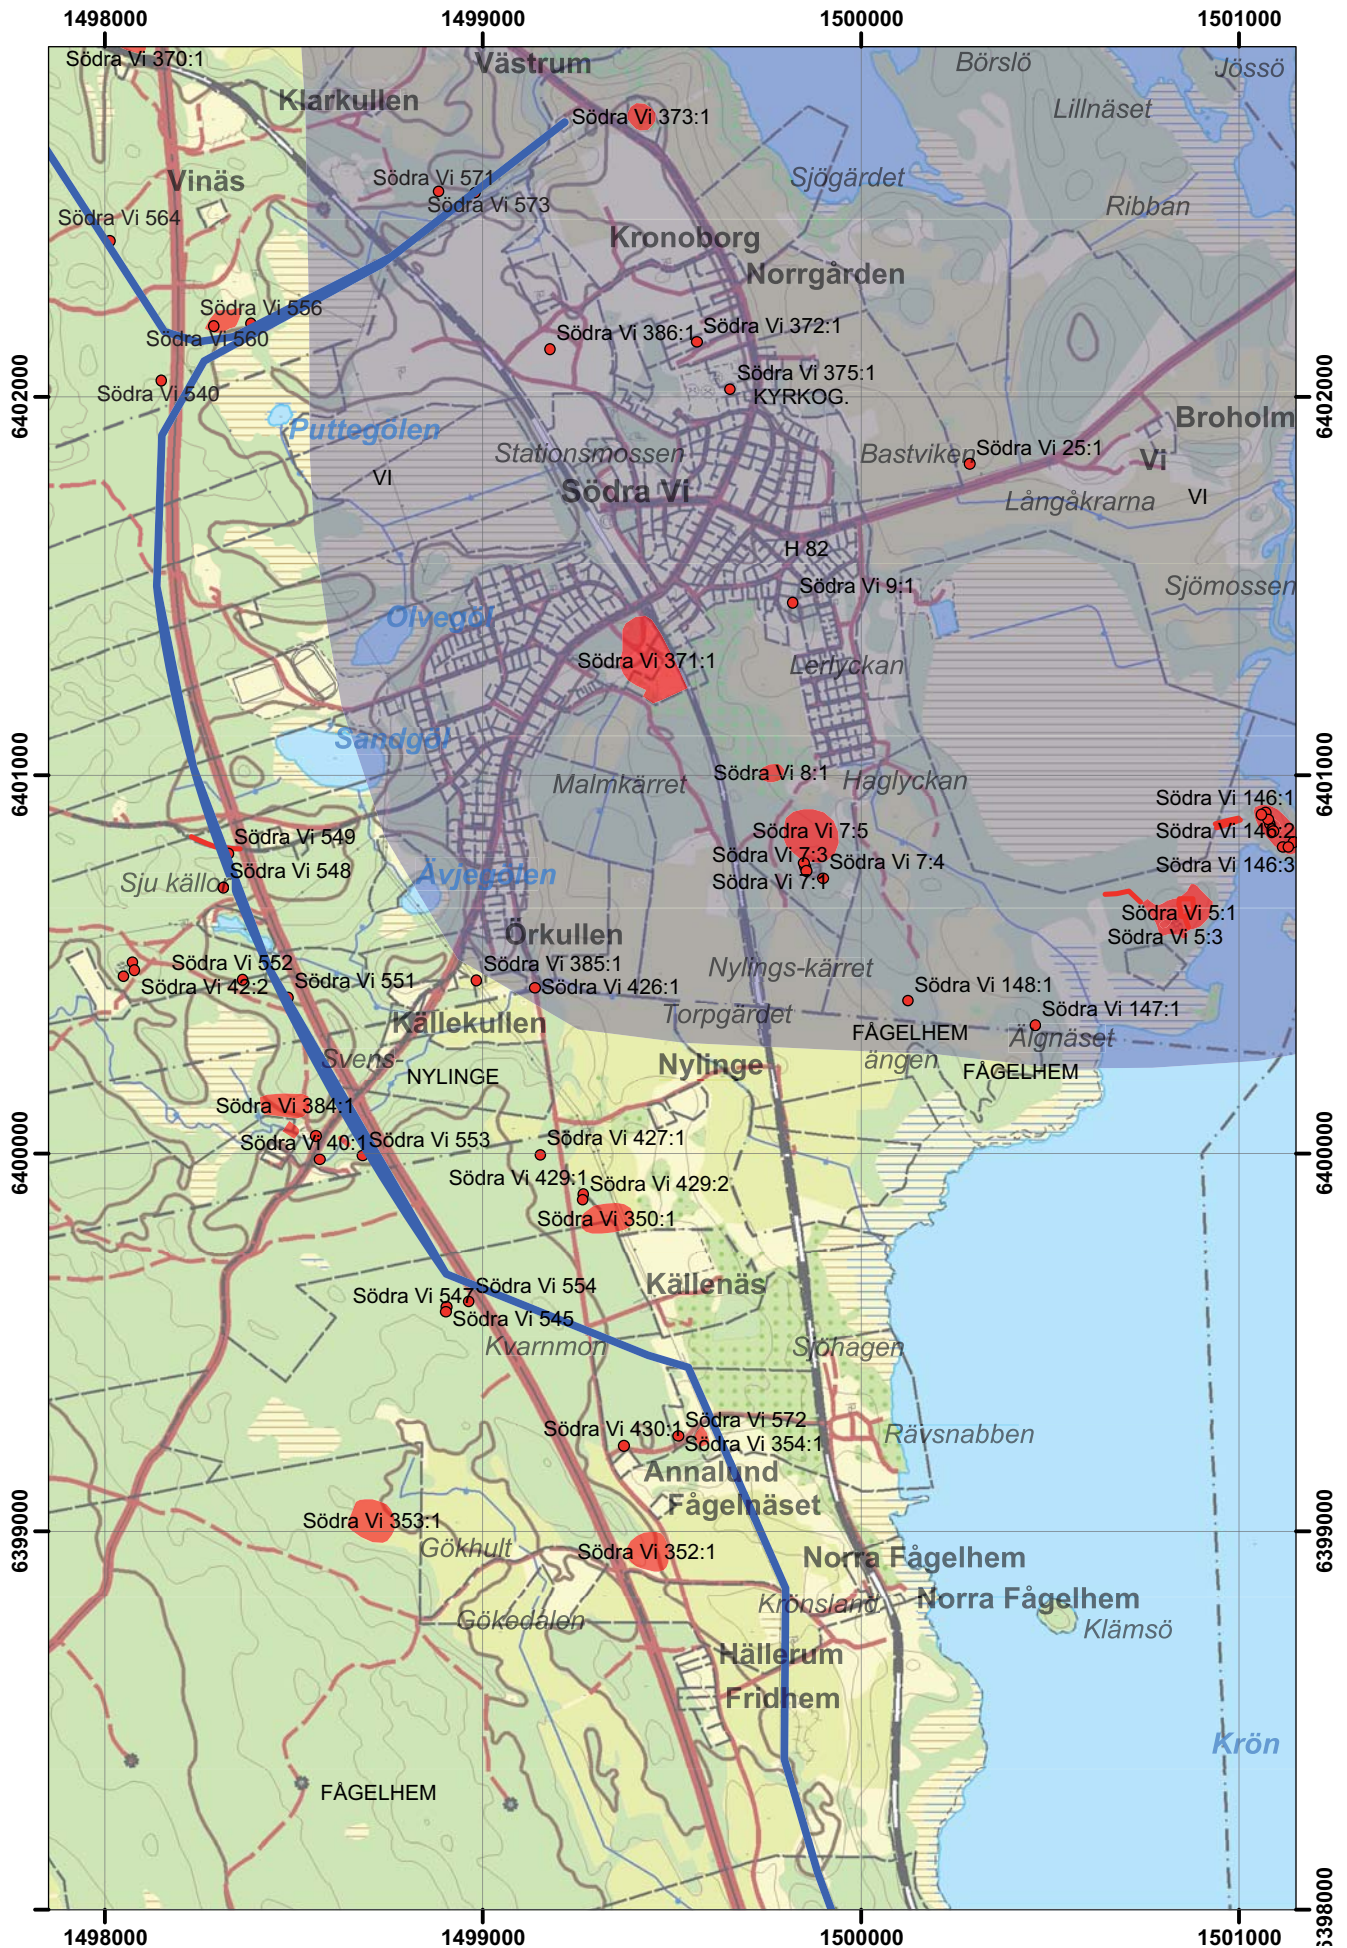 1498000
1499000
1500000
1501000
Södra Vi 370:1
Västrum
Börslö
Jössö
Klarkullen
Lillnäset
Södra Vi 373:1
Vinäs
Södra Vi 571
Sjögärdet
Södra Vi 573
Ribban
Södra Vi 564
Kronoborg
Norrgården
Södra Vi 556
Södra Vi 560
Södra Vi 386:1
Södra Vi 372:1
Södra Vi 375:1
KYRKOG.
Södra Vi 540
6402000
6402000
Puttegölen
Broholm
Stationsmossen
Bastviken
Södra Vi 25:1
Vi
VI
Södra Vi
Långåkrarna
VI
H 82
Södra Vi 9:1
Sjömossen
Olvegöl
Södra Vi 371:1
Lerlyckan
Sandgöl
6401000
6401000
Malmkärret
Södra Vi 8:1
Haglyckan
Södra Vi 146:1
Södra Vi 146:2
Södra Vi 146:3
Södra Vi 549
Södra Vi 7:5
Södra Vi 7:3
Södra Vi 7:4
Södra Vi 7:1
Södra Vi 548
Sju källor
Ävjegölen
Södra Vi 5:1
Södra Vi 5:3
Örkullen
Södra Vi 552
Södra Vi 385:1
Nylings-kärret
Södra Vi 42:2
Södra Vi 551
Södra Vi 426:1
Södra Vi 148:1
Källekullen
Torpgärdet
Södra Vi 147:1
FÅGELHEM
Älgnäset
Svens-
Nylinge
ängen
FÅGELHEM
NYLINGE
Södra Vi 384:1
Södra Vi 40:1
Södra Vi 553
Södra Vi 427:1
6400000
6400000
Södra Vi 429:1
Södra Vi 429:2
Södra Vi 350:1
Källenäs
Södra Vi 547
Södra Vi 554
Södra Vi 545
Kvarnmon
Sjöhagen
Södra Vi 430:1
Södra Vi 572
Södra Vi 354:1
Rävsnabben
Annalund
Fågelnäset
Södra Vi 353:1
6399000
6399000
Gökhult
Södra Vi 352:1
Norra Fågelhem
Norra Fågelhem
Krönsland
Gökedalen
Klämsö
Hällerum
Fridhem
Krön
FÅGELHEM
6398000
6398000
1498000
1499000
1500000
1501000